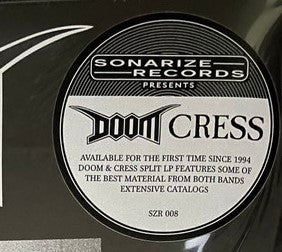 SONARIZE
RECORDS
PRESENTS
DOOM CRESS
AVAILABLE FOR THE FIRST TIME SINCE 1994
DOOM & CRESS SPLIT LP FEATURES SOME OF
THE BEST MATERIAL FROM BOTH BANDS
EXTENSIVE CATALOGS
SZR 008